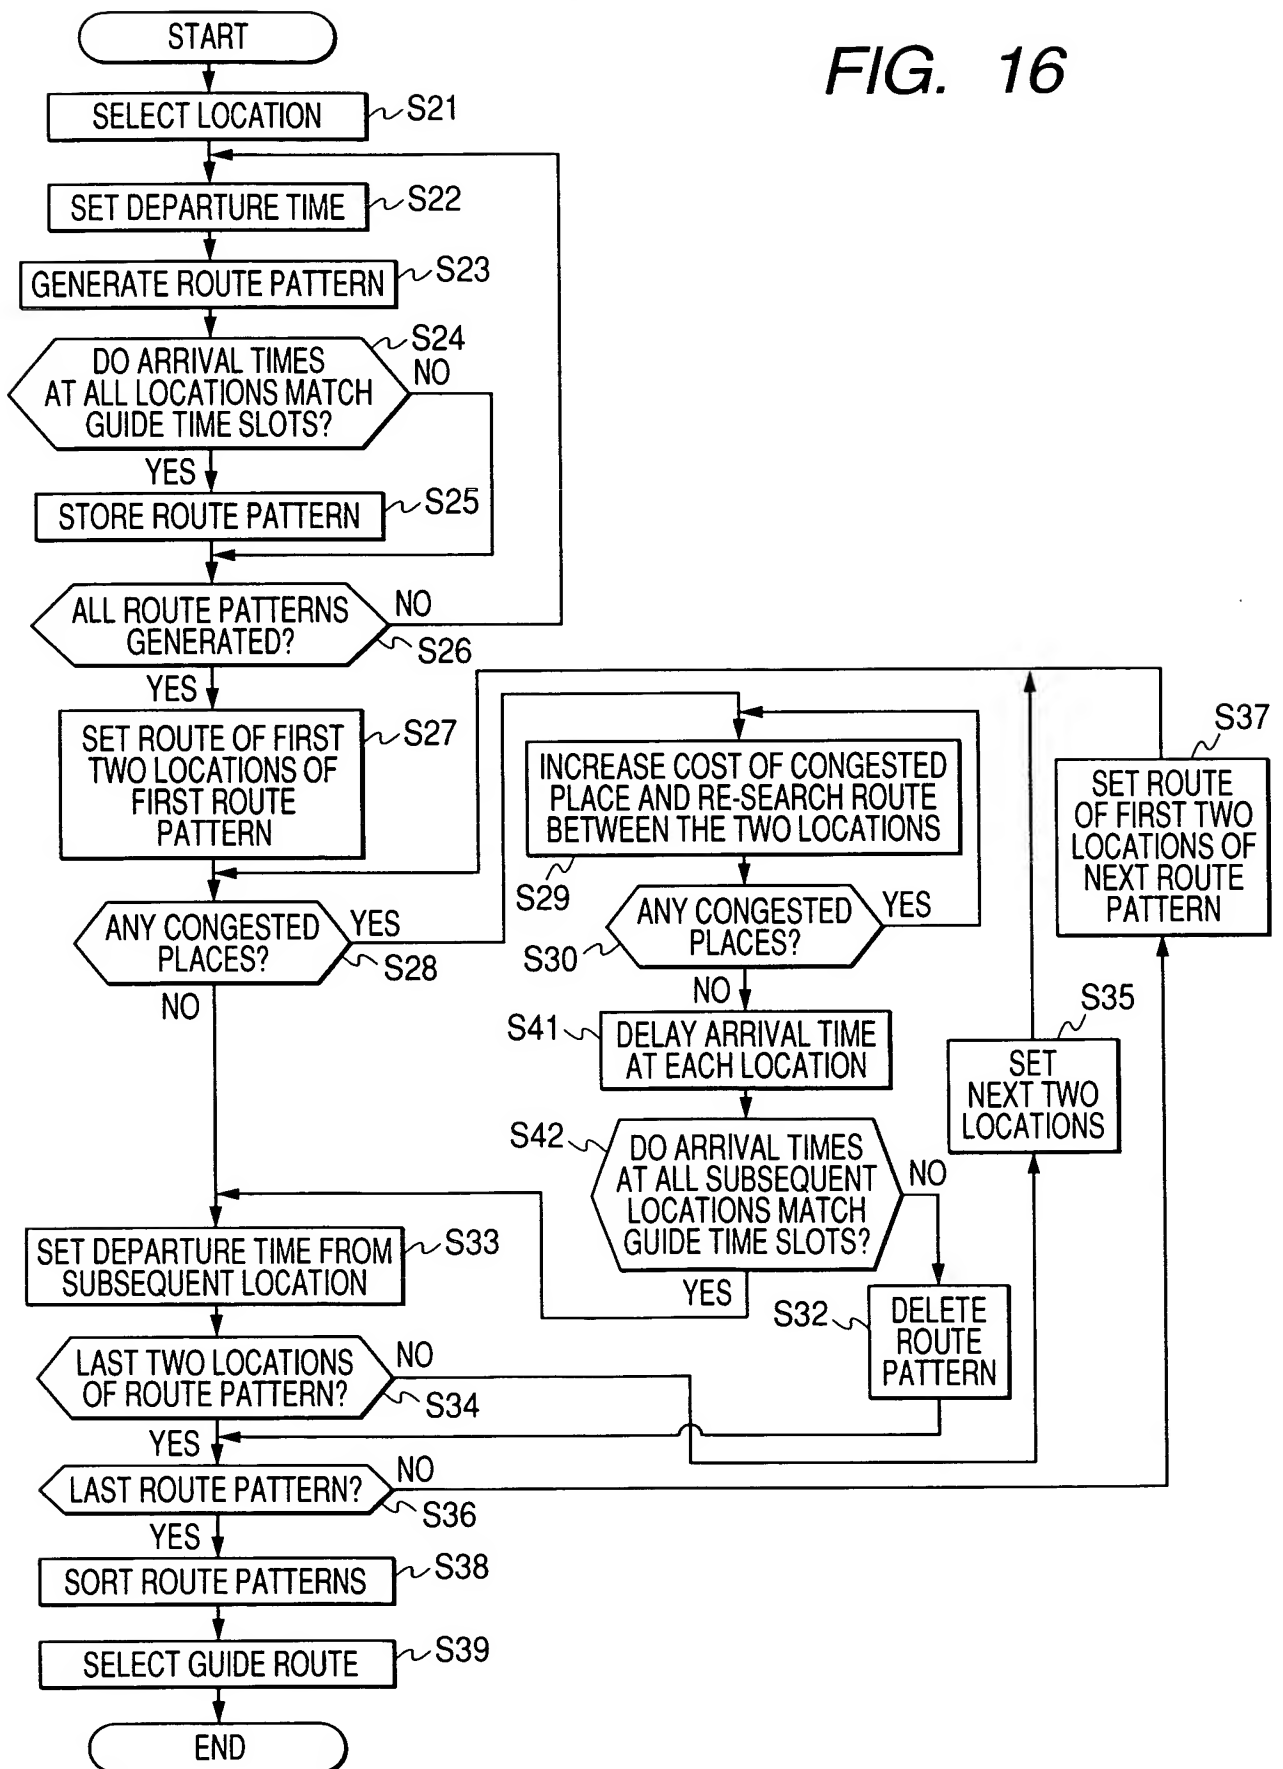 FIG. 16
START
SELECT LOCATION
S21
SET DEPARTURE TIME
S22
GENERATE ROUTE PATTERN
S23
S24
DO ARRIVAL TIMES
AT ALL LOCATIONS MATCH
GUIDE TIME SLOTS?
NO
YES
STORE ROUTE PATTERN
S25
ALL ROUTE PATTERNS
GENERATED?
NO
S26
YES
SET ROUTE OF FIRST
TWO LOCATIONS OF
FIRST ROUTE
PATTERN
S27
ANY CONGESTED
PLACES?
YES
S28
NO
INCREASE COST OF CONGESTED
PLACE AND RE-SEARCH ROUTE
BETWEEN THE TWO LOCATIONS
S29
ANY CONGESTED
PLACES?
YES
S30
NO
S41
DELAY ARRIVAL TIME
AT EACH LOCATION
S42
DO ARRIVAL TIMES
AT ALL SUBSEQUENT
LOCATIONS MATCH
GUIDE TIME SLOTS?
NO
YES
S32
DELETE
ROUTE
PATTERN
S35
SET
NEXT TWO
LOCATIONS
S37
SET ROUTE
OF FIRST TWO
LOCATIONS OF
NEXT ROUTE
PATTERN
SET DEPARTURE TIME FROM
SUBSEQUENT LOCATION
S33
LAST TWO LOCATIONS
OF ROUTE PATTERN?
NO
S34
YES
LAST ROUTE PATTERN?
NO
S36
YES
SORT ROUTE PATTERNS
S38
SELECT GUIDE ROUTE
S39
END